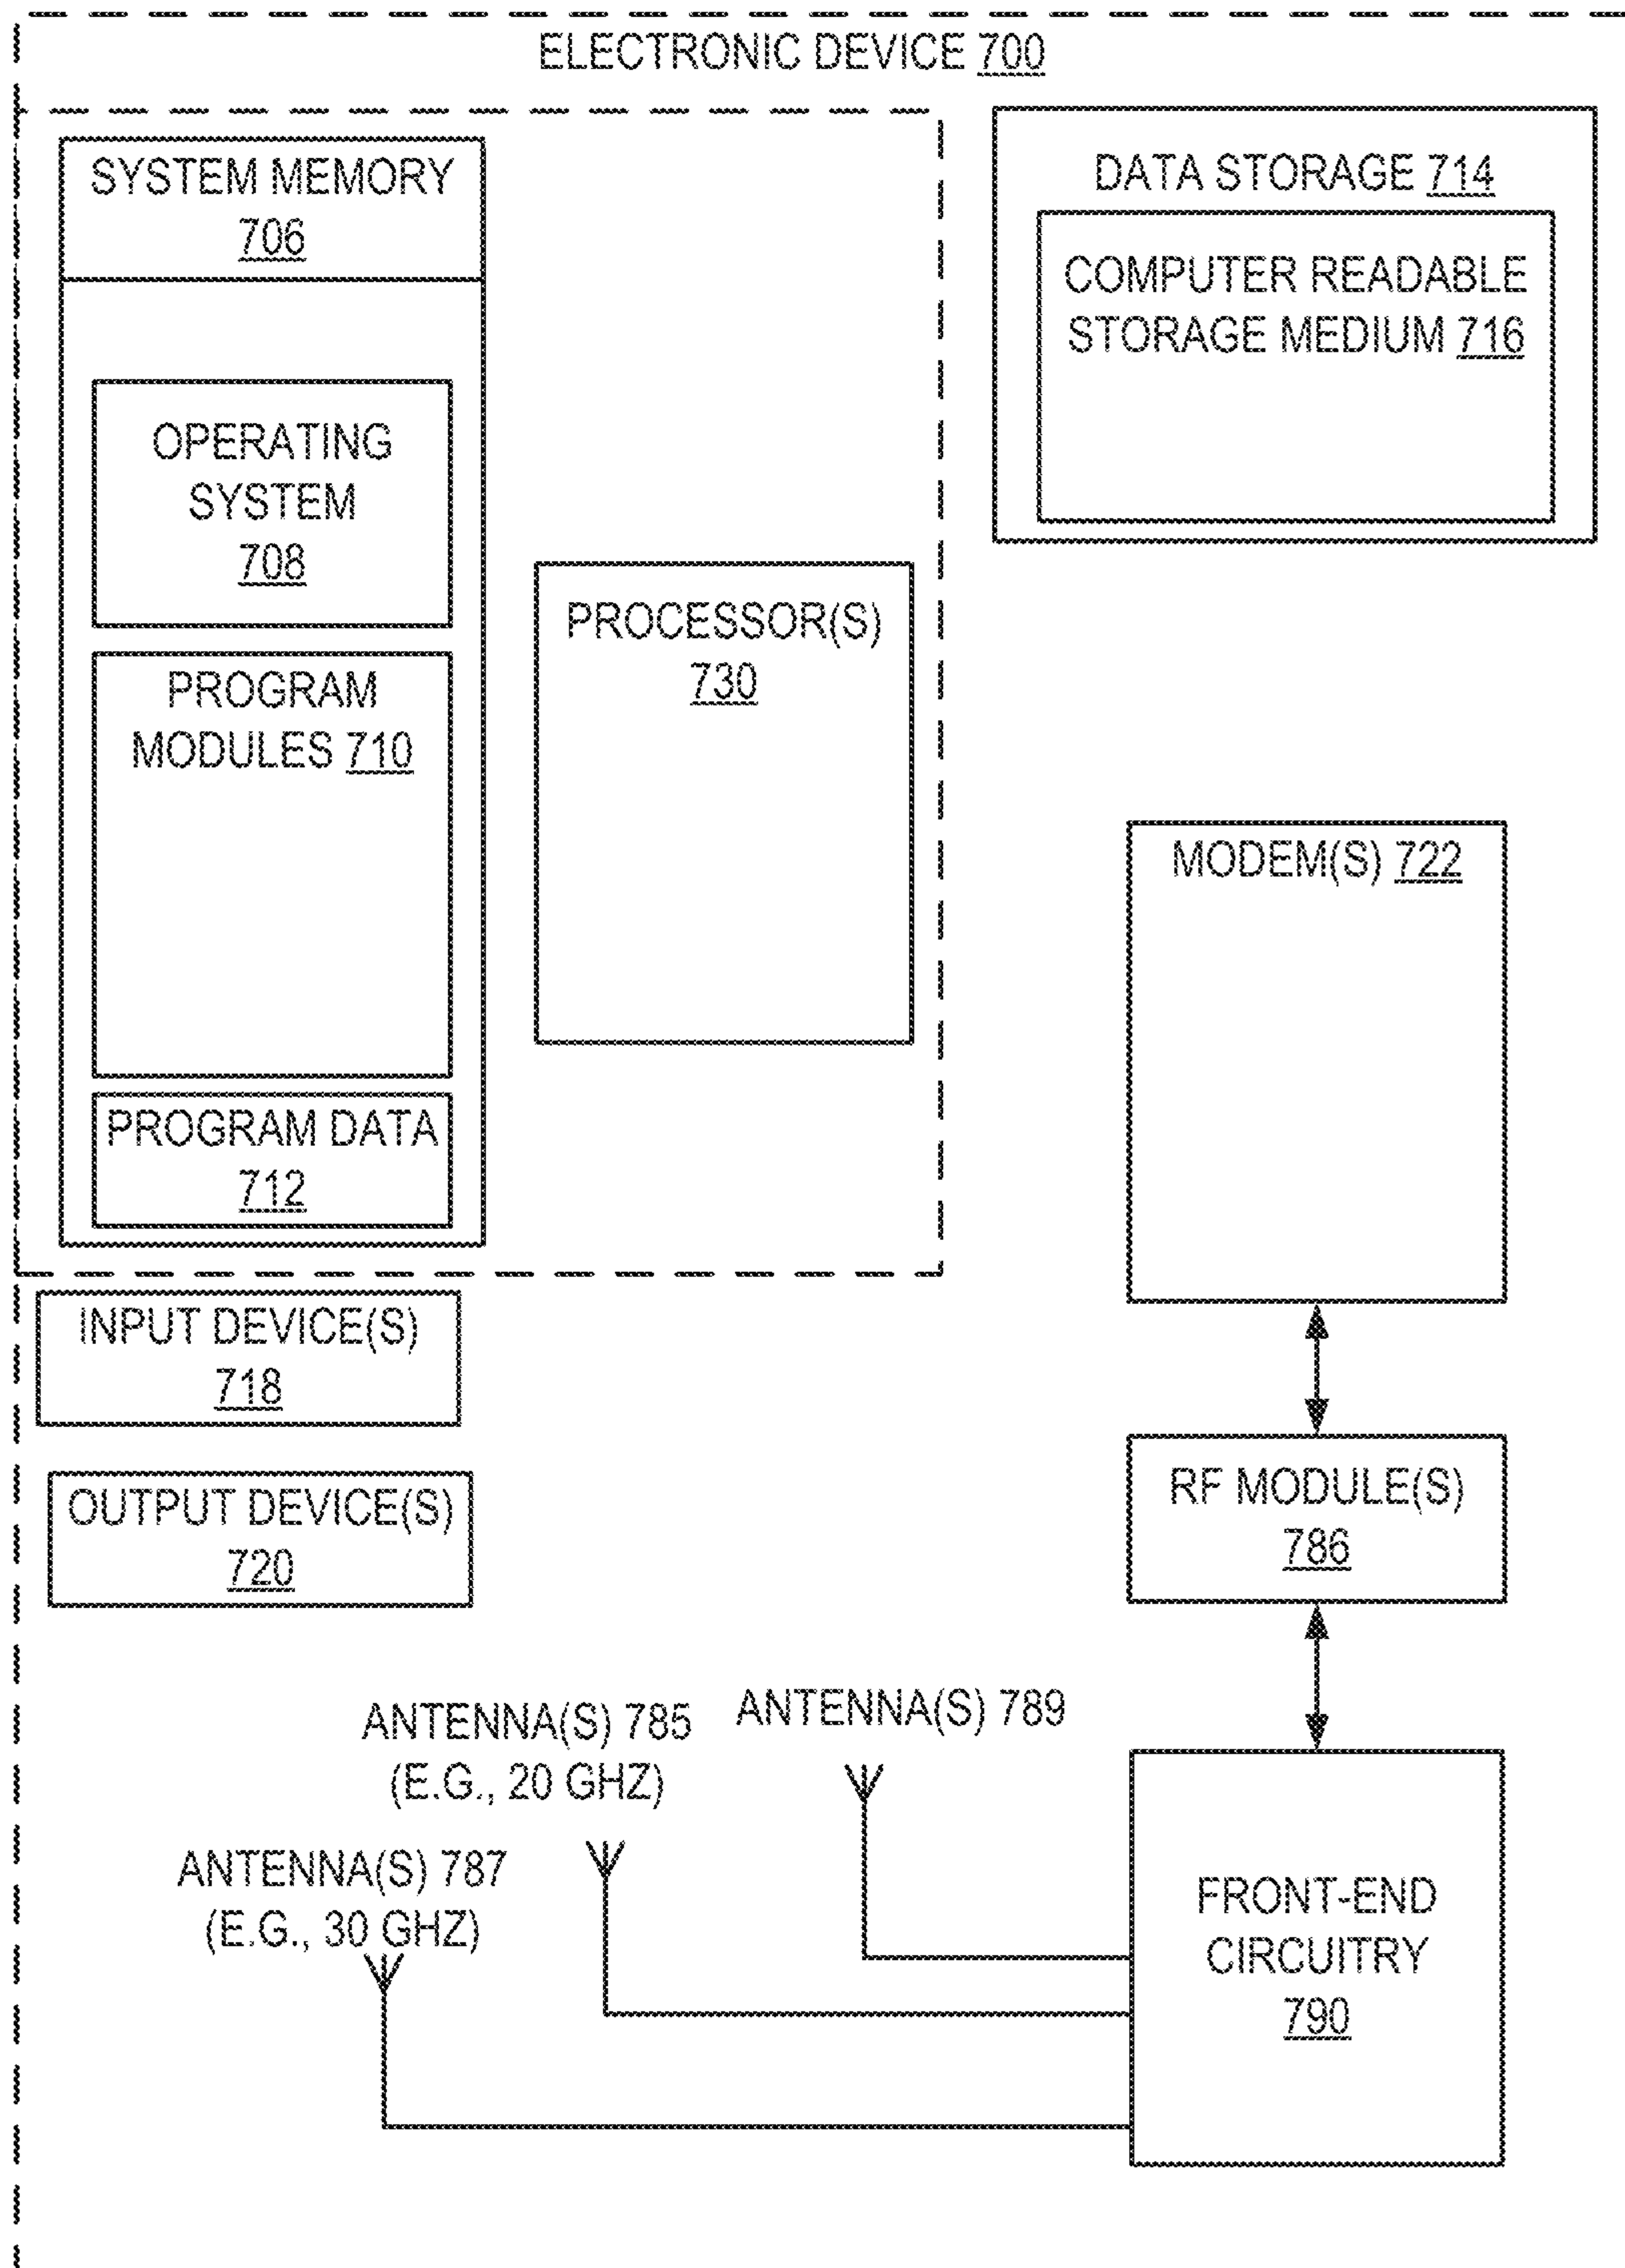 ELECTRONIC DEVICE 700
SYSTEM MEMORY
706
OPERATING
SYSTEM
708
PROGRAM
MODULES 710
PROGRAM DATA
712
PROCESSOR(S)
730
DATA STORAGE 714
COMPUTER READABLE
STORAGE MEDIUM 716
MODEM(S) 722
INPUT DEVICE(S)
718
OUTPUT DEVICE(S)
720
RF MODULE(S)
786
ANTENNA(S) 789
ANTENNA(S) 785
(E.G., 20 GHZ)
ANTENNA(S) 787
(E.G., 30 GHZ)
FRONT-END
CIRCUITRY
790